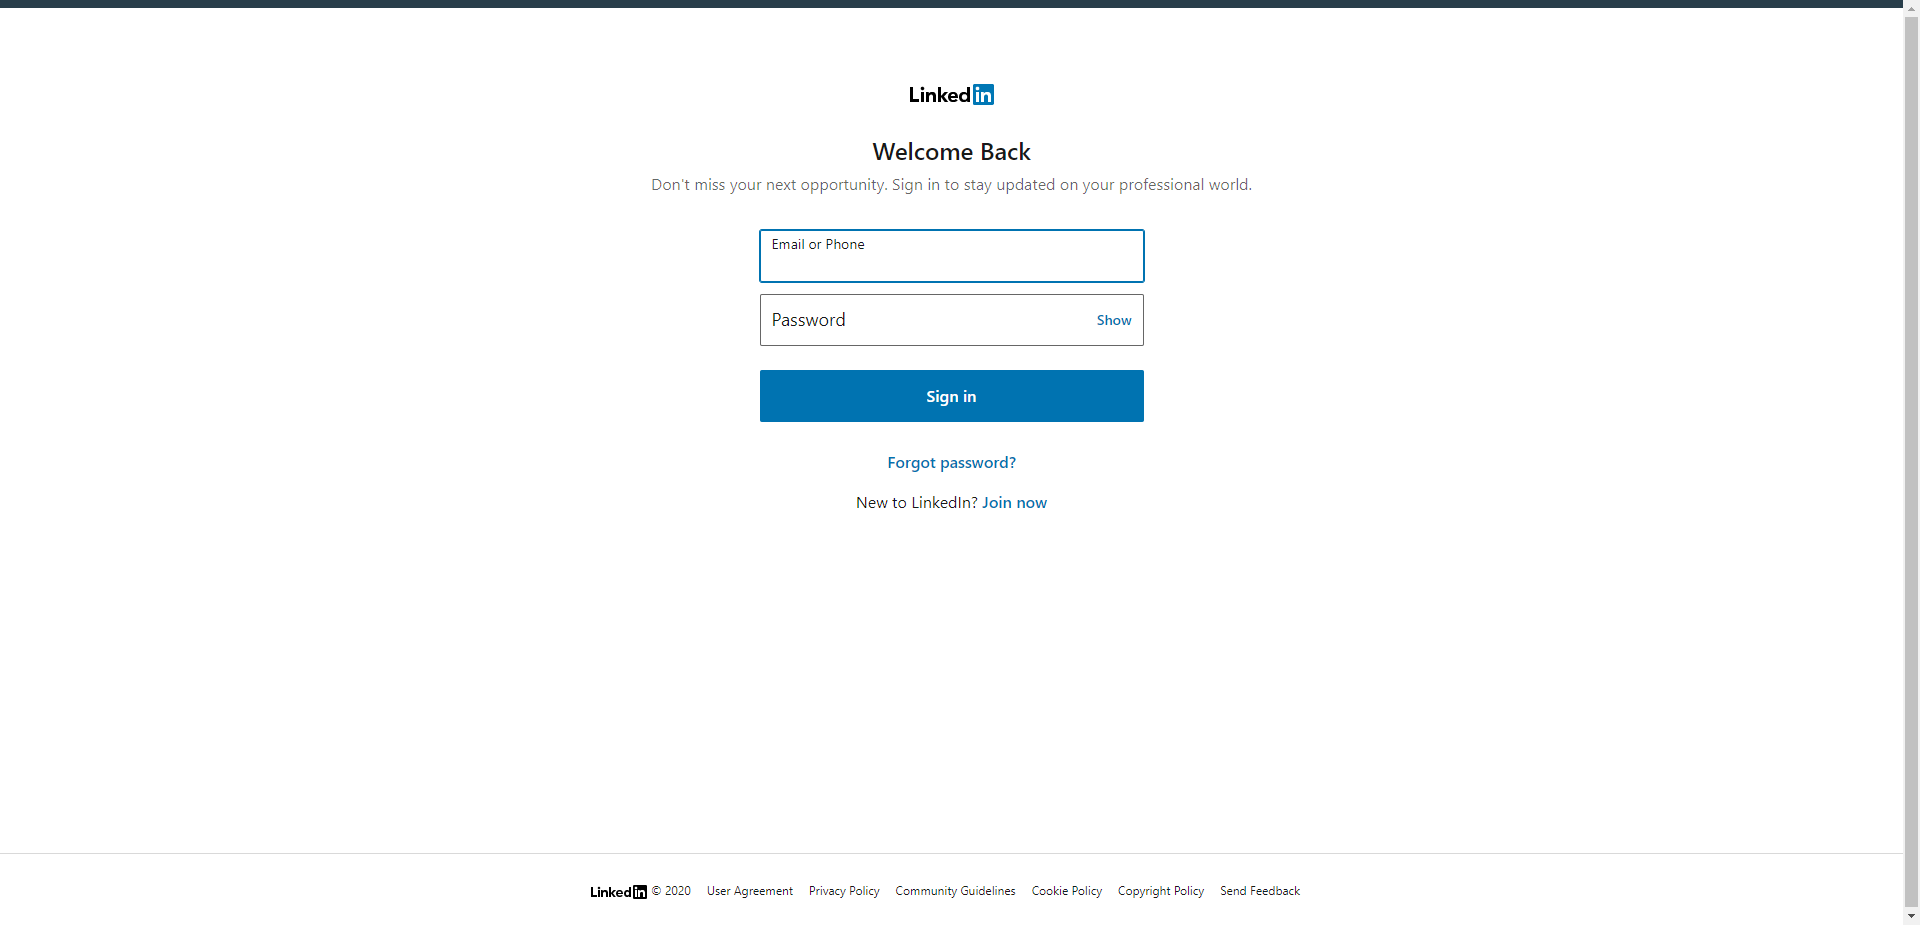 Linkedin
Welcome Back
Don't miss your next opportunity. Sign in to stay updated on your professional world.
Email or Phone
Password Show
Sign in
Forgot password?
New to LinkedIn? Join now
Linkedin © 2020 User Agreement Privacy Policy Community Guidelines Cookie Policy Copyright Policy Send Feedback